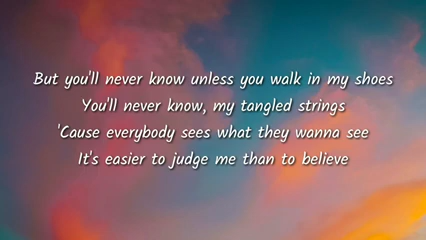 But you'll never know unless you walk in my shoes
You'll never know, my tangled strings
'Cause everybody sees what they wanna see
It's easier to judge me than to believe